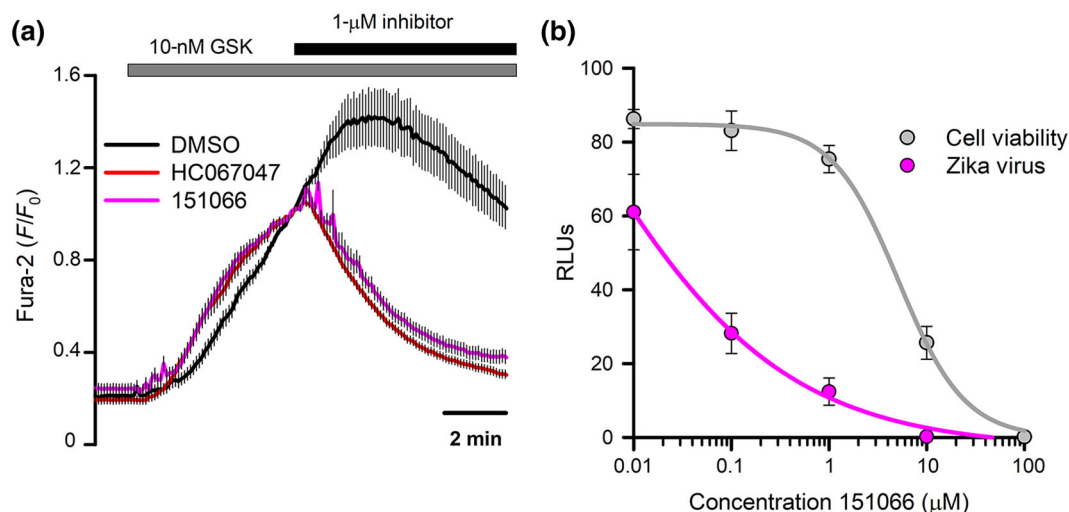 (a)
1-μM inhibitor
10-nM GSK
1.6
1.2
0.8
0.4
0
Fura-2 (F/F0)
DMSO
HC067047
151066
2 min
(b)
100
80
60
40
20
0
RLUs
Cell viability
Zika virus
0.01
0.1
1
10
100
Concentration 151066 (μM)